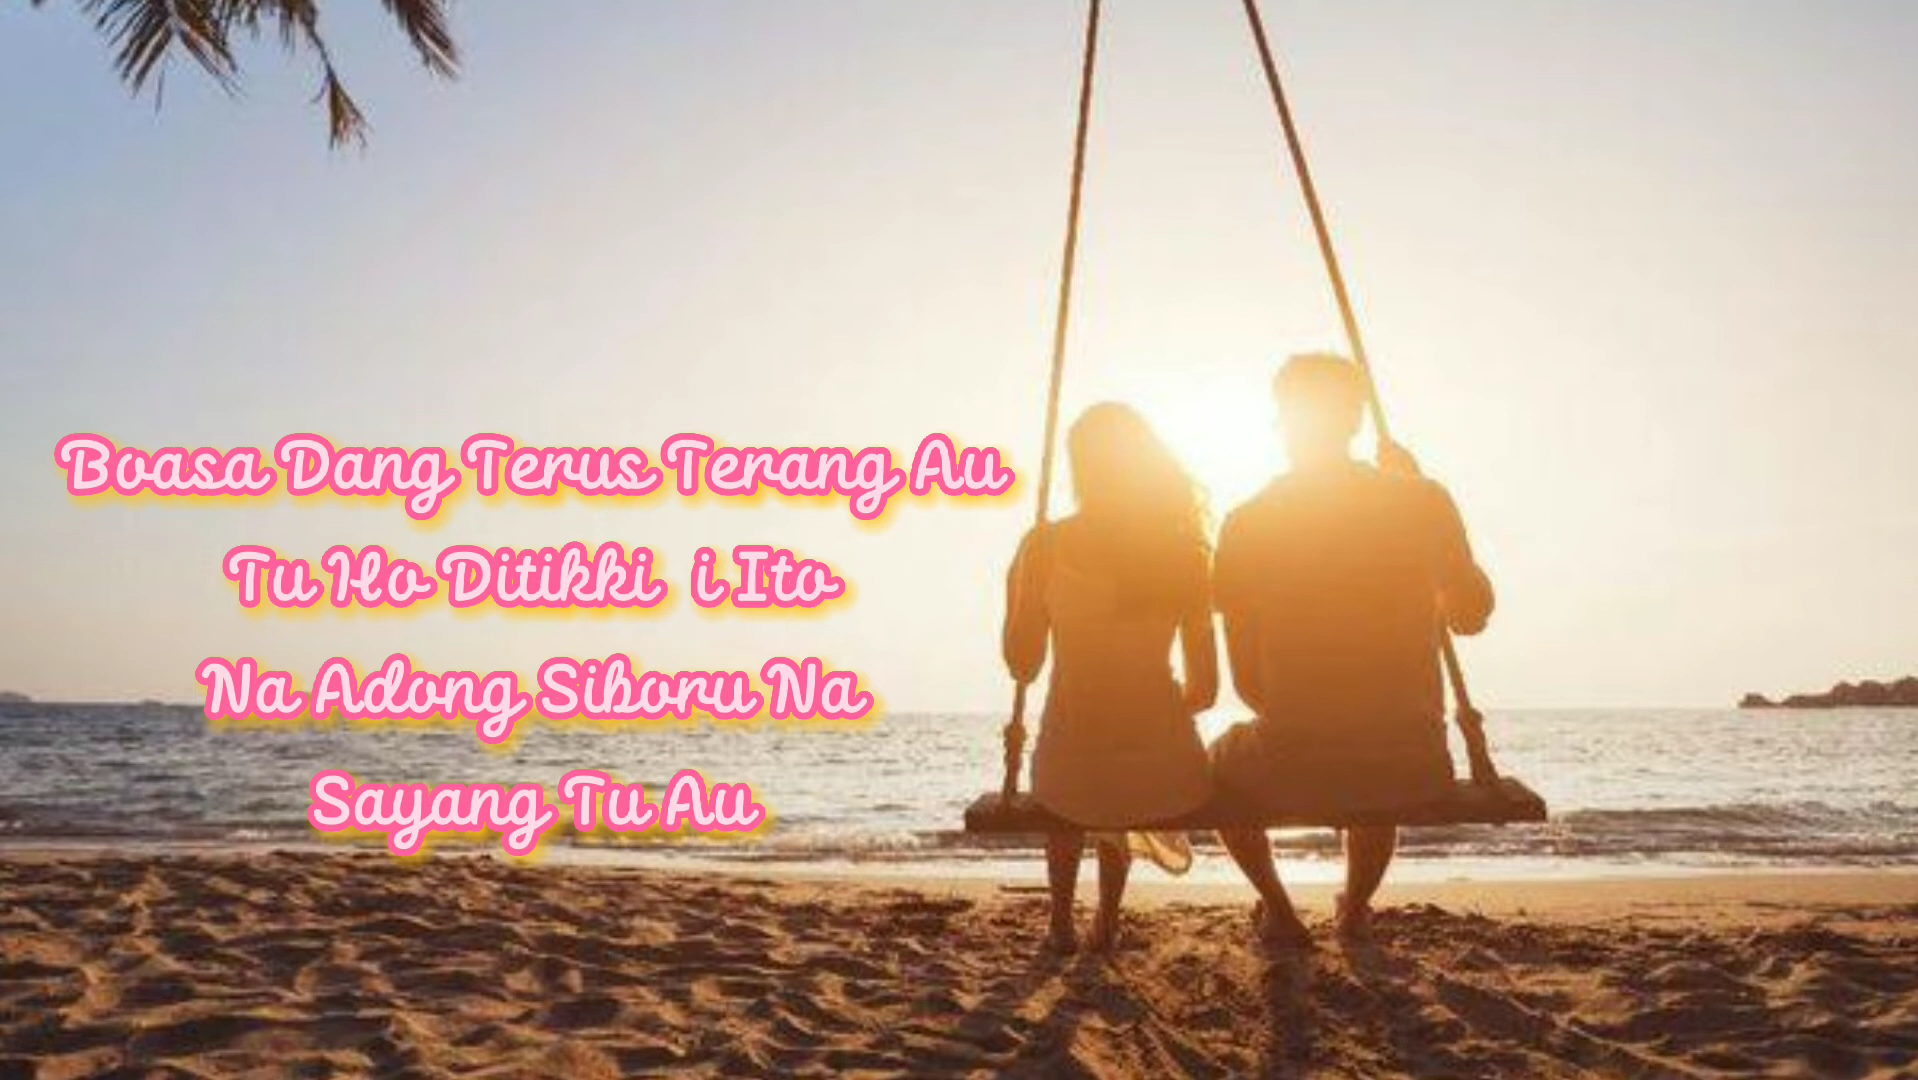 Boasa Dang Terus Terang Au
Tu Ho Ditikki i Ito
Na Adong Siboru Na
Sayang Tu Au